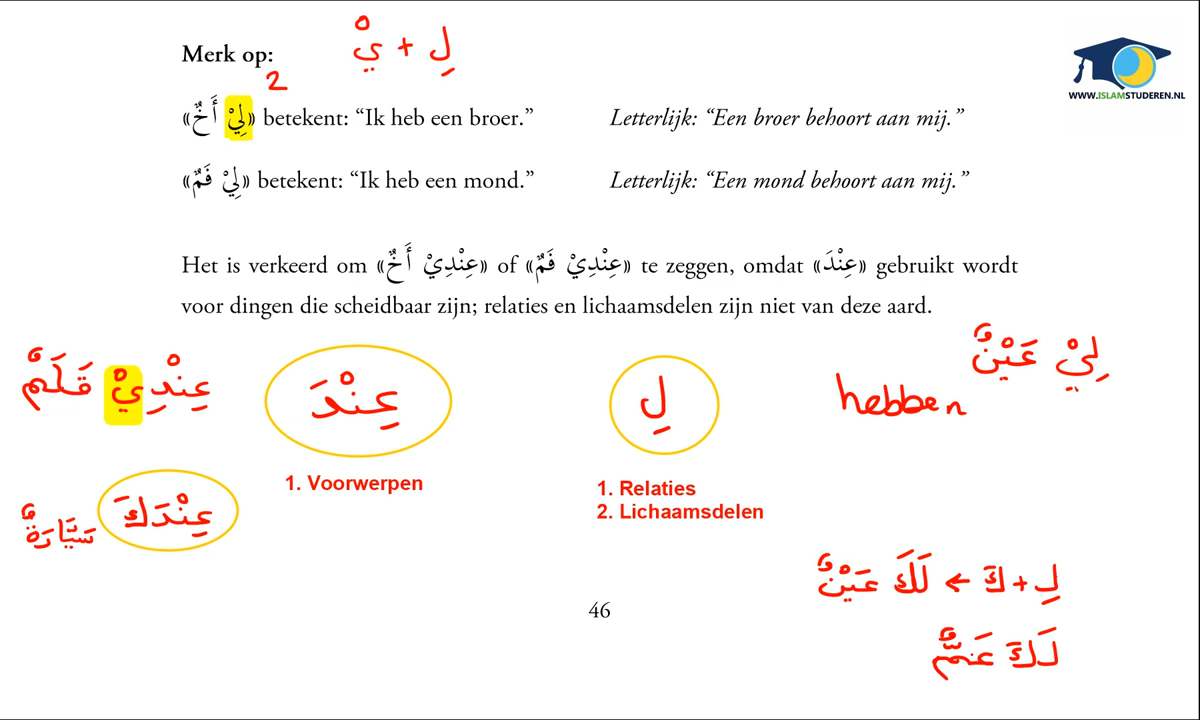 Merk op:
لِ + يْ
WWW.ISLAMSTUDEREN.NL
2
«لِيْ أَخٌ» betekent: “Ik heb een broer.” Letterlijk: “Een broer behoort aan mij.”
«لِيْ فَمٌ» betekent: “Ik heb een mond.” Letterlijk: “Een mond behoort aan mij.”
Het is verkeerd om «عِنْدِيْ أَخٌ» of «عِنْدِيْ فَمٌ» te zeggen, omdat «عِنْدَ» gebruikt wordt
voor dingen die scheidbaar zijn; relaties en lichaamsdelen zijn niet van deze aard.
لِيْ عَيْنٌ
عِنْدِيْ قَلَمٌ
عِنْدَ
لِ
hebben
1. Voorwerpen
1. Relaties
2. Lichaamsdelen
عِنْدَكَ سَيَّارَةٌ
لِ + كَ ← لَكَ عَيْنٌ
46
لَكَ عَمٌّ